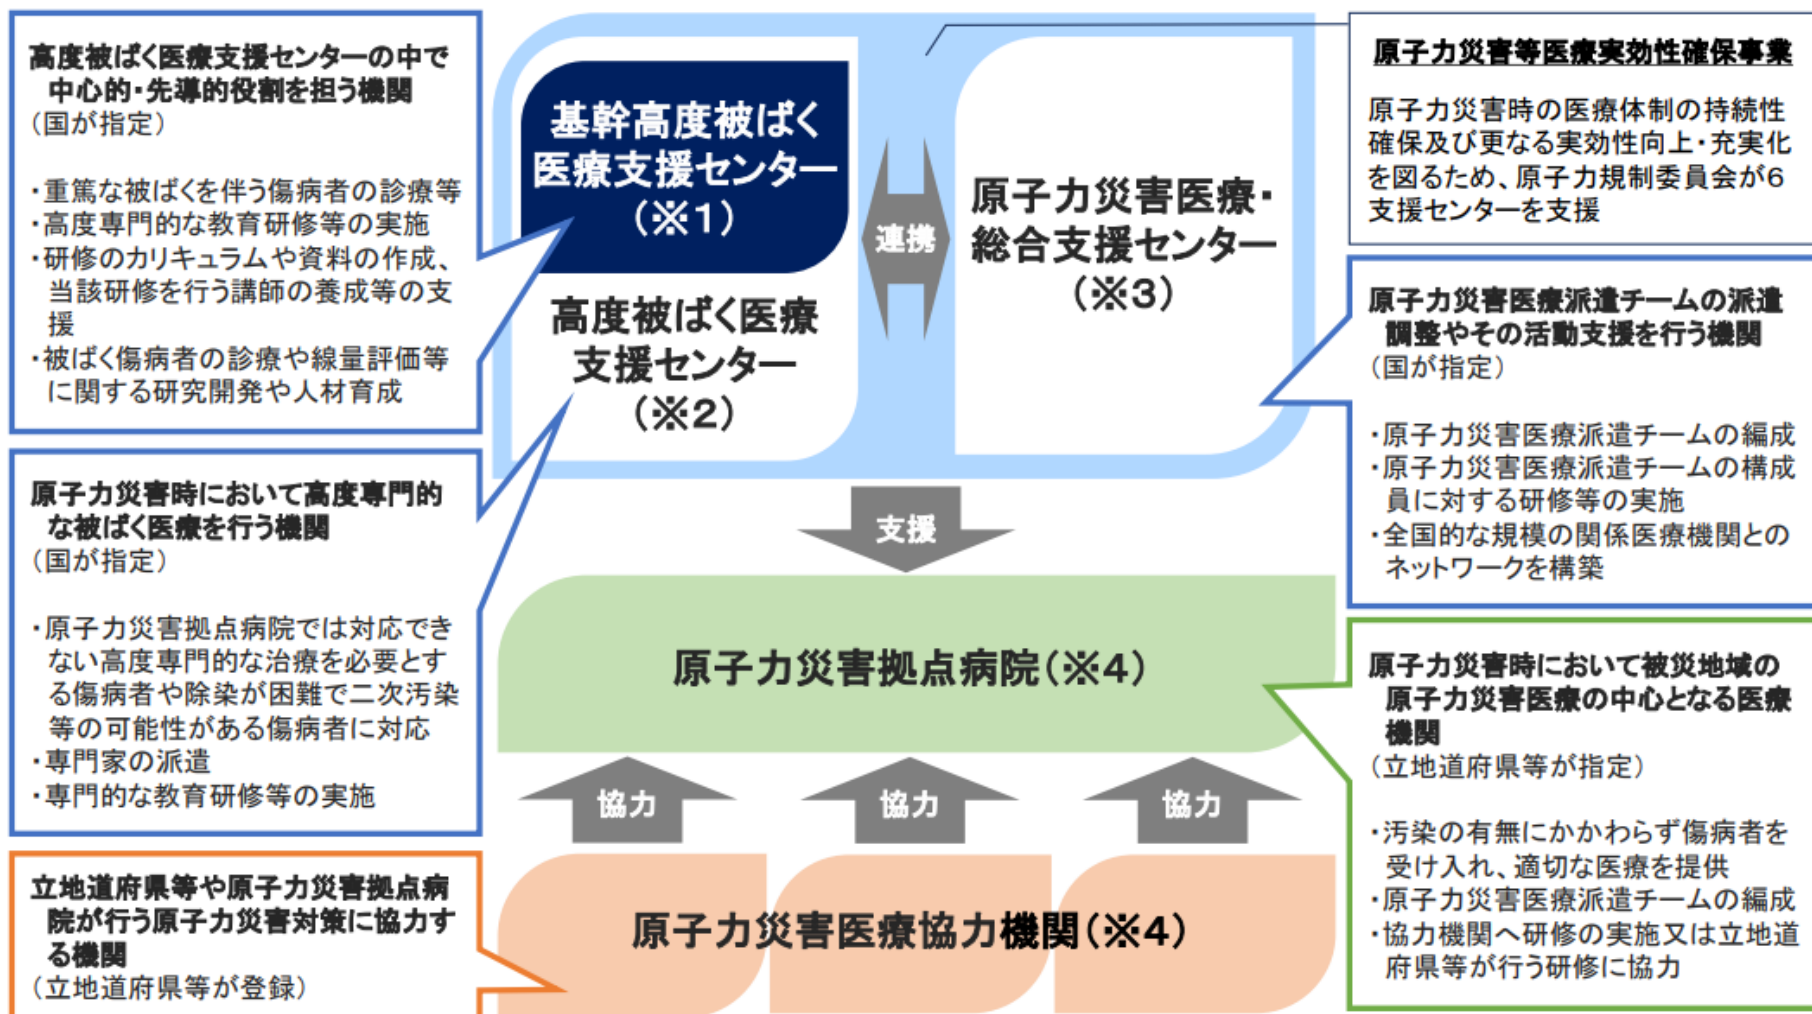 高度被ばく医療支援センターの中で
中心的・先導的役割を担う機関
（国が指定）
・重篤な被ばくを伴う傷病者の診療等
・高度専門的な教育研修等の実施
・研修のカリキュラムや資料の作成、
当該研修を行う講師の養成等の支
援
・被ばく傷病者の診療や線量評価等
に関する研究開発や人材育成
原子力災害時において高度専門的
な被ばく医療を行う機関
（国が指定）
・原子力災害拠点病院では対応でき
ない高度専門的な治療を必要とす
る傷病者や除染が困難で二次汚染
等の可能性がある傷病者に対応
・専門家の派遣
・専門的な教育研修等の実施
立地道府県等や原子力災害拠点病
院が行う原子力災害対策に協力す
る機関
（立地道府県等が登録）
基幹高度被ばく
医療支援センター
（※1）
高度被ばく医療
支援センター
（※2）
連携
原子力災害医療・
総合支援センター
（※3）
支援
原子力災害拠点病院（※4）
協力
協力
協力
原子力災害医療協力機関（※4）
原子力災害等医療実効性確保事業
原子力災害時の医療体制の持続性
確保及び更なる実効性向上・充実化
を図るため、原子力規制委員会が6
支援センターを支援
原子力災害医療派遣チームの派遣
調整やその活動支援を行う機関
（国が指定）
・原子力災害医療派遣チームの編成
・原子力災害医療派遣チームの構成
員に対する研修等の実施
・全国的な規模の関係医療機関との
ネットワークを構築
原子力災害時において被災地域の
原子力災害医療の中心となる医療
機関
（立地道府県等が指定）
・汚染の有無にかかわらず傷病者を
受け入れ、適切な医療を提供
・原子力災害医療派遣チームの編成
・協力機関へ研修の実施又は立地道
府県等が行う研修に協力